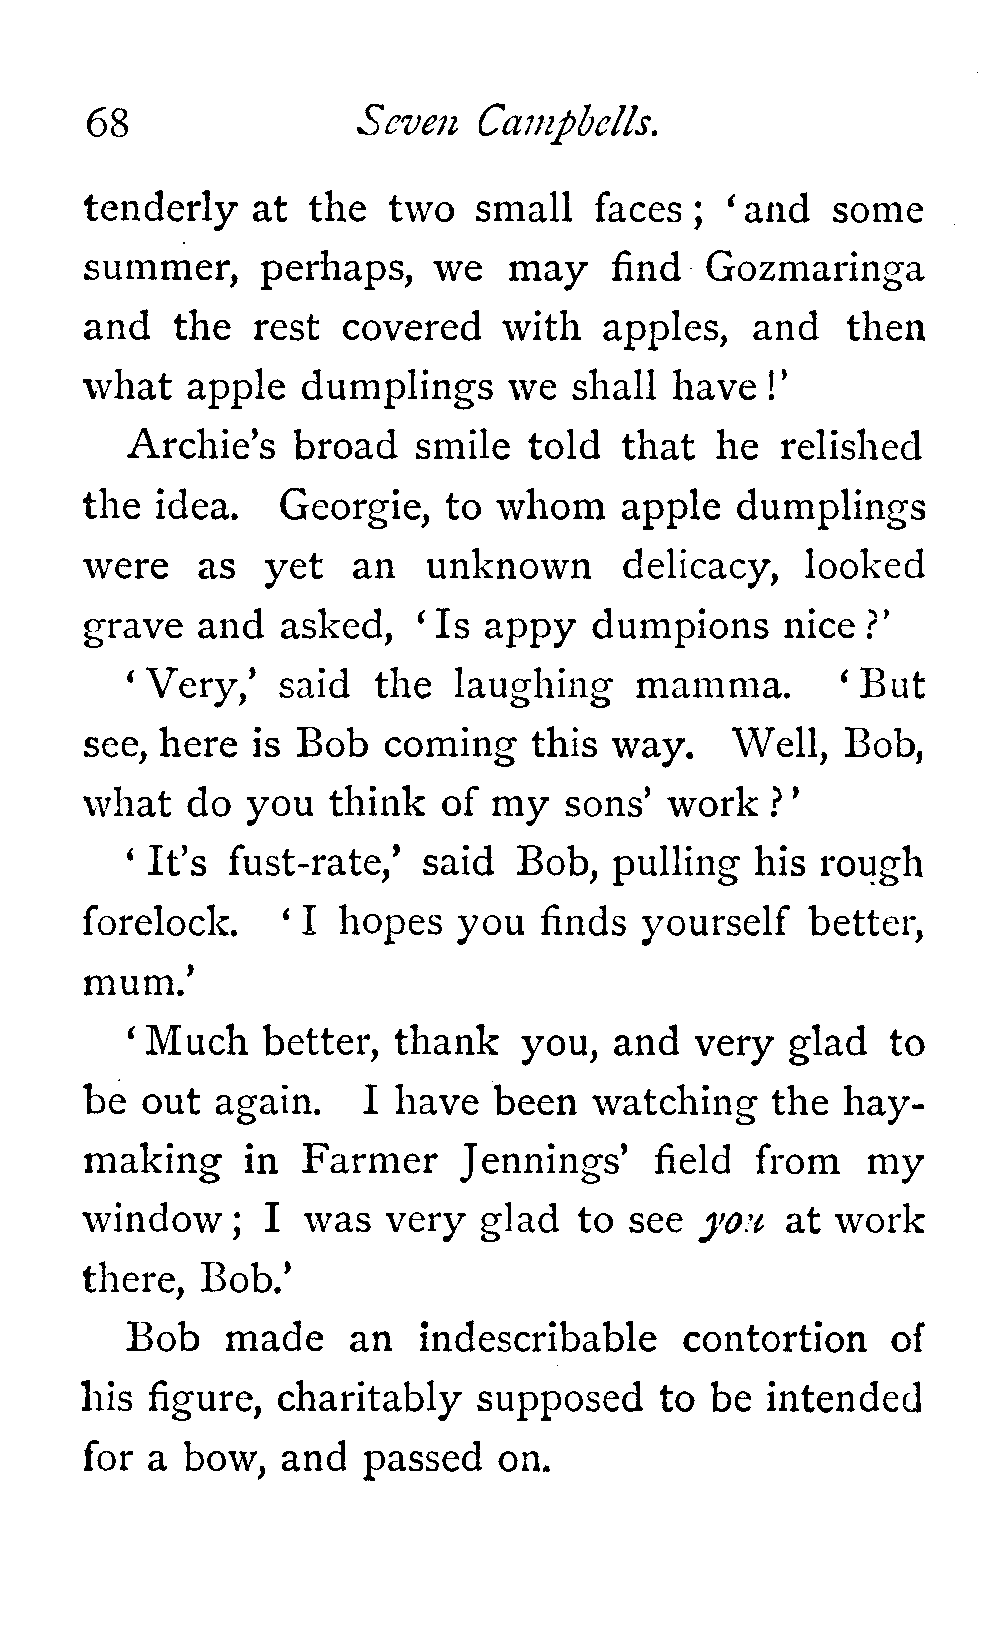 68 Seven Campbells.
tenderly at the two small faces; ‘and some
summer, perhaps, we may find Gozmaringa
and the rest covered with apples, and then
what apple dumplings we shall have!’
Archie’s broad smile told that he relished
the idea. Georgie, to whom apple dumplings
were as yet an unknown delicacy, looked
grave and asked, ‘Is appy dumpions nice?’
‘Very,’ said the laughing mamma. ‘But
see, here is Bob coming this way. Well, Bob,
what do you think of my sons’ work?’
‘It’s fust-rate,’ said Bob, pulling his rough
forelock. ‘I hopes you finds yourself better,
mum.’
‘Much better, thank you, and very glad to
be out again. I have been watching the hay-
making in Farmer Jennings’ field from my
window; I was very glad to see you at work
there, Bob.’
Bob made an indescribable contortion of
his figure, charitably supposed to be intended
for a bow, and passed on.